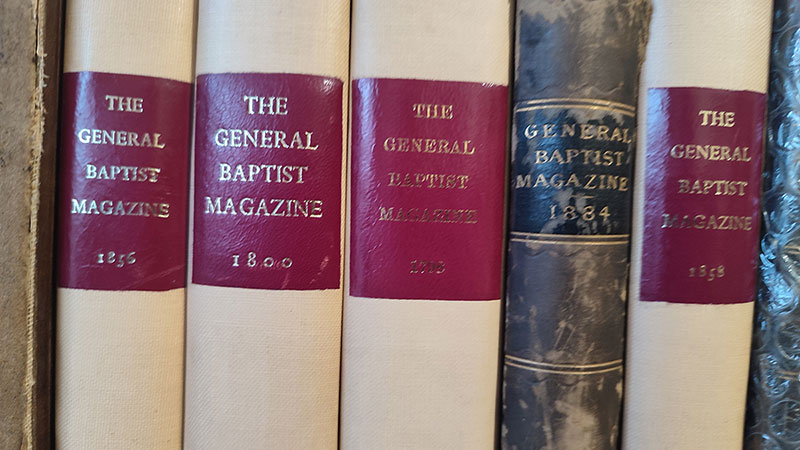 THE
GENERAL
BAPTIST
MAGAZINE
1856
THE
GENERAL
BAPTIST
MAGAZINE
1800
THE
GENERAL
BAPTIST
MAGAZINE
GENERAL
BAPTIST
MAGAZINE
1884
THE
GENERAL
BAPTIST
MAGAZINE
1858